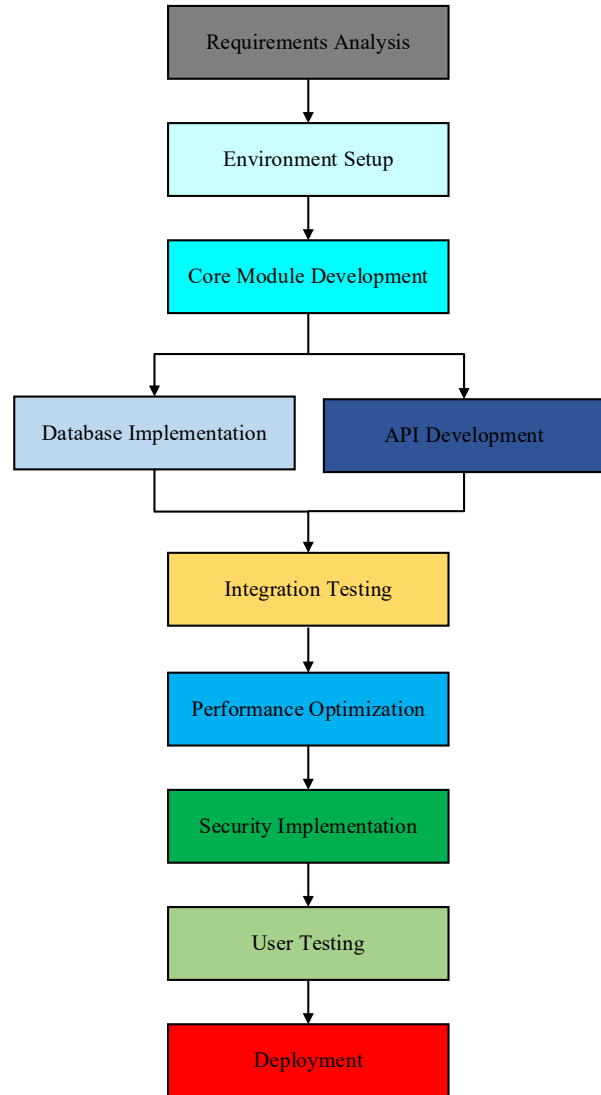 Requirements Analysis
Environment Setup
Core Module Development
Database Implementation
API Development
Integration Testing
Performance Optimization
Security Implementation
User Testing
Deployment